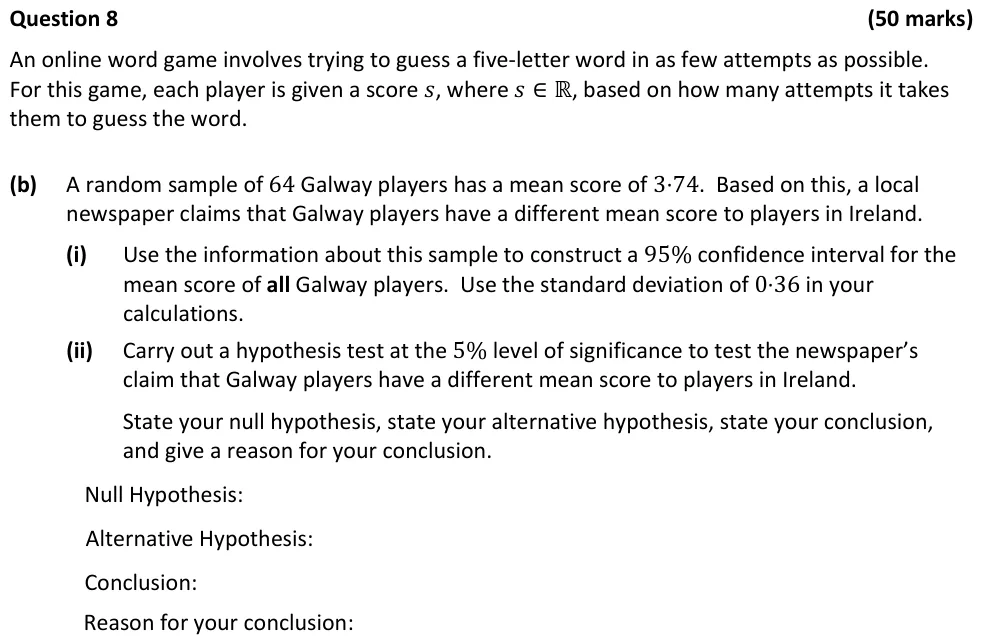 Question 8 (50 marks)
An online word game involves trying to guess a five-letter word in as few attempts as possible.
For this game, each player is given a score s, where s ∈ ℝ, based on how many attempts it takes
them to guess the word.
(b) A random sample of 64 Galway players has a mean score of 3·74. Based on this, a local
newspaper claims that Galway players have a different mean score to players in Ireland.
(i) Use the information about this sample to construct a 95% confidence interval for the
mean score of all Galway players. Use the standard deviation of 0·36 in your
calculations.
(ii) Carry out a hypothesis test at the 5% level of significance to test the newspaper’s
claim that Galway players have a different mean score to players in Ireland.
State your null hypothesis, state your alternative hypothesis, state your conclusion,
and give a reason for your conclusion.
Null Hypothesis:
Alternative Hypothesis:
Conclusion:
Reason for your conclusion: